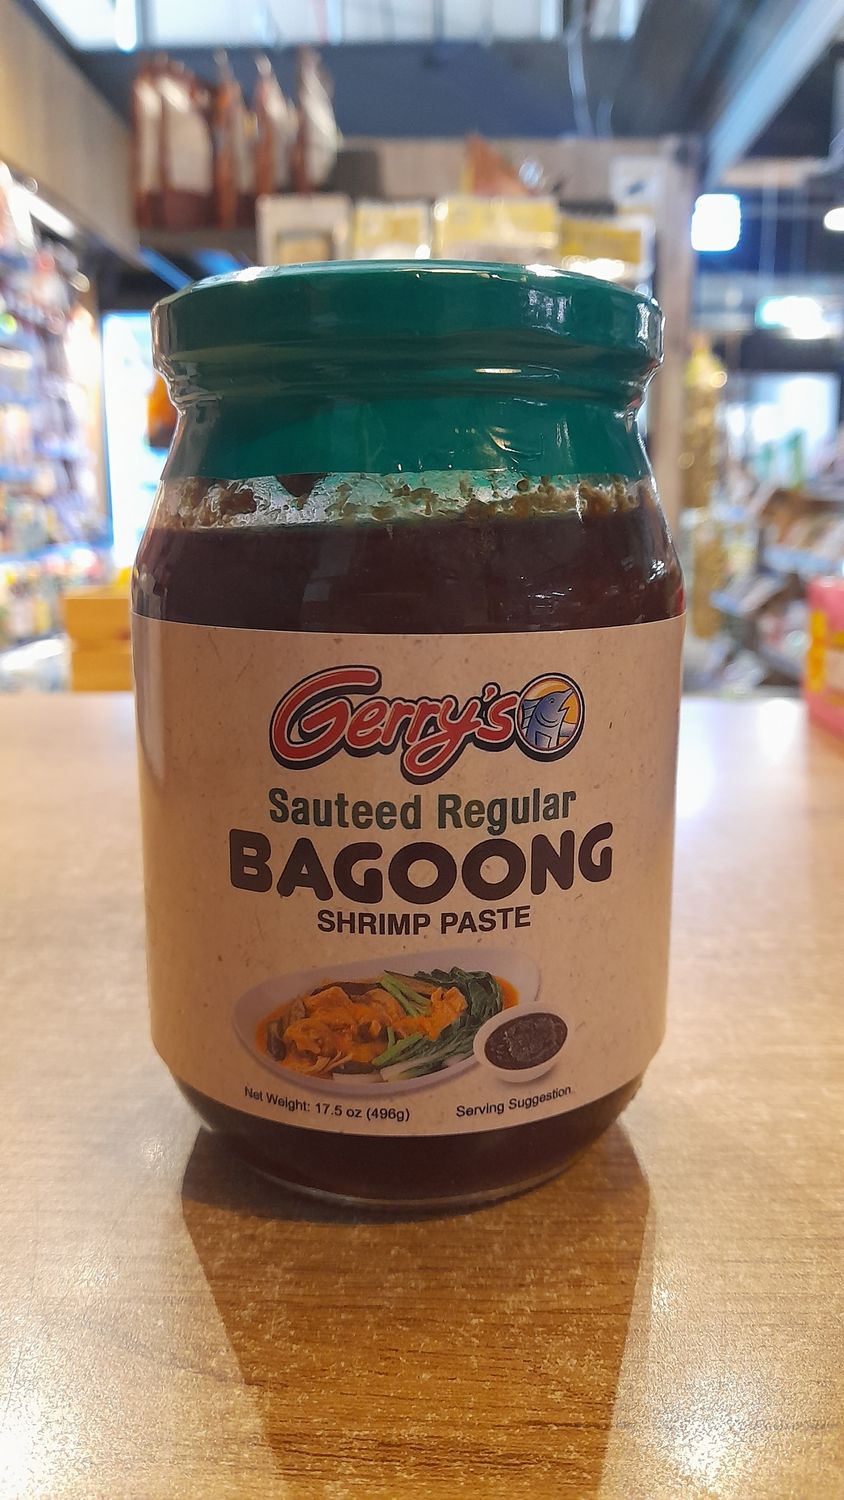 Gerry's
Sauteed Regular
BAGOONG
SHRIMP PASTE
Net Weight: 17.5 oz (496g)
Serving Suggestion